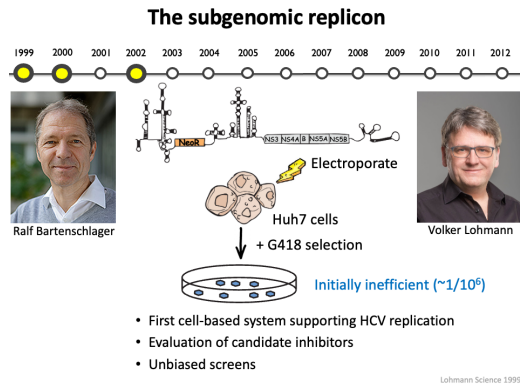 The subgenomic replicon
1999 2000 2001 2002 2003 2004 2005 2006 2007 2008 2009 2010 2011 2012
NeoR
NS3 NS4A B NS5A NS5B
Electroporate
Huh7 cells
Ralf Bartenschlager
Volker Lohmann
+ G418 selection
Initially inefficient (~1/10⁶)
• First cell-based system supporting HCV replication
• Evaluation of candidate inhibitors
• Unbiased screens
Lohmann Science 1999